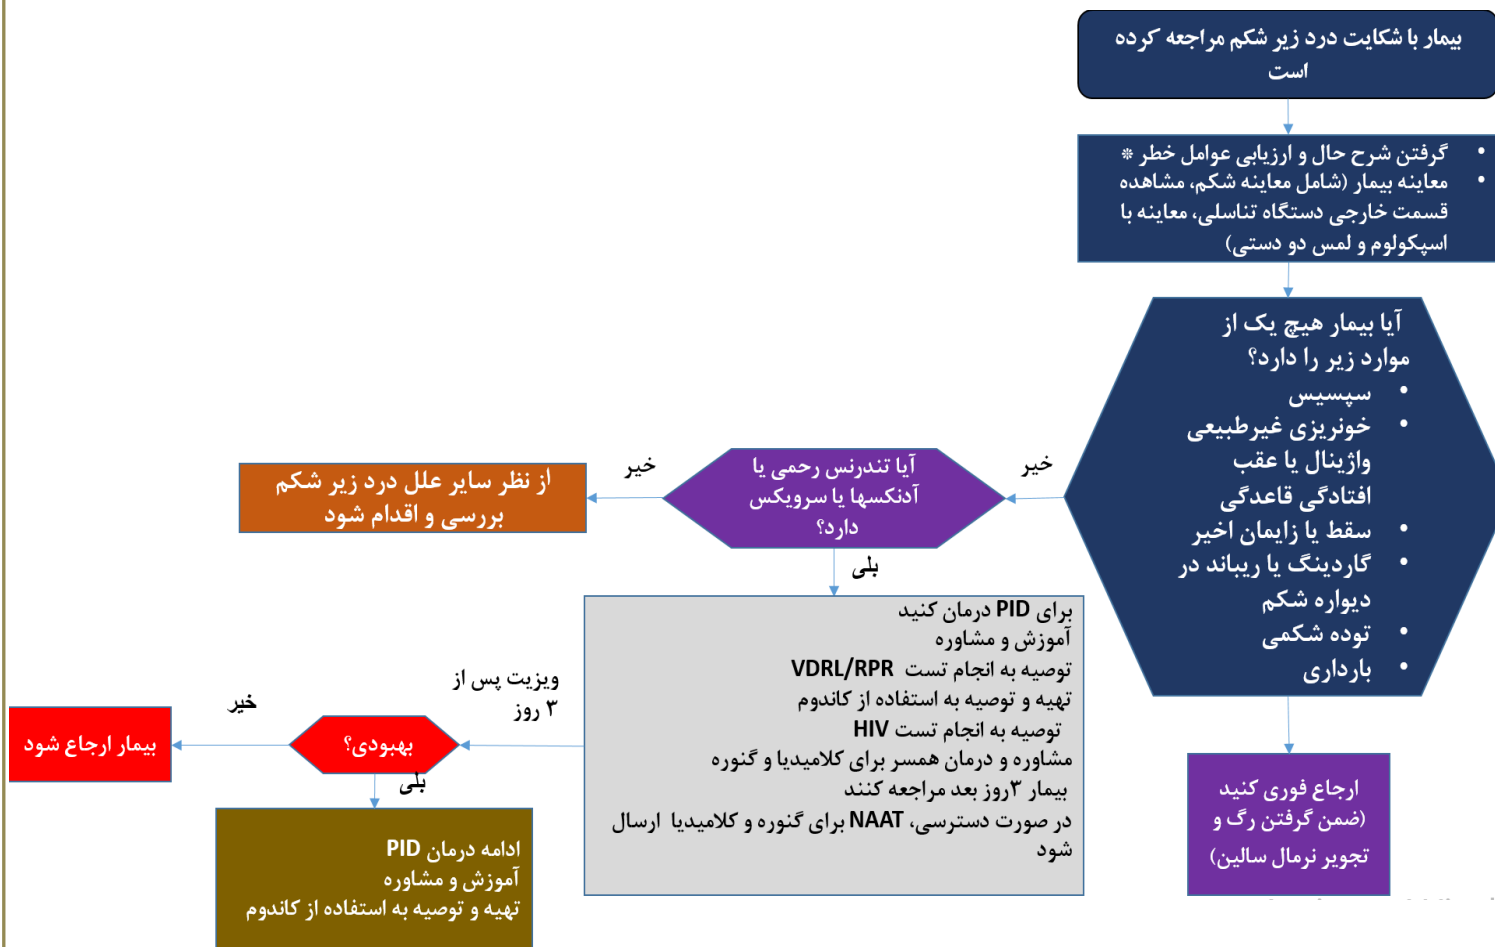 بیمار با شکایت درد زیر شکم مراجعه کرده
است
• گرفتن شرح حال و ارزیابی عوامل خطر *
• معاینه بیمار (شامل معاینه شکم، مشاهده
قسمت خارجی دستگاه تناسلی، معاینه با
اسپکولوم و لمس دو دستی)
آیا بیمار هیچ یک از
موارد زیر را دارد؟
• سپسیس
• خونریزی غیرطبیعی
واژینال یا عقب
افتادگی قاعدگی
• سقط یا زایمان اخیر
• گاردینگ یا ریباند در
دیواره شکم
• توده شکمی
• بارداری
خیر
آیا تندرنس رحمی یا
آدنکسها یا سرویکس
دارد؟
خیر
از نظر سایر علل درد زیر شکم
بررسی و اقدام شود
بلی
برای PID درمان کنید
آموزش و مشاوره
توصیه به انجام تست VDRL/RPR
تهیه و توصیه به استفاده از کاندوم
توصیه به انجام تست HIV
مشاوره و درمان همسر برای کلامیدیا و گنوره
بیمار ۳روز بعد مراجعه کنند
در صورت دسترسی، NAAT برای گنوره و کلامیدیا ارسال
شود
ویزیت پس از
۳ روز
بهبودی؟
خیر
بیمار ارجاع شود
بلی
ادامه درمان PID
آموزش و مشاوره
تهیه و توصیه به استفاده از کاندوم
ارجاع فوری کنید
(ضمن گرفتن رگ و
تجویر نرمال سالین)